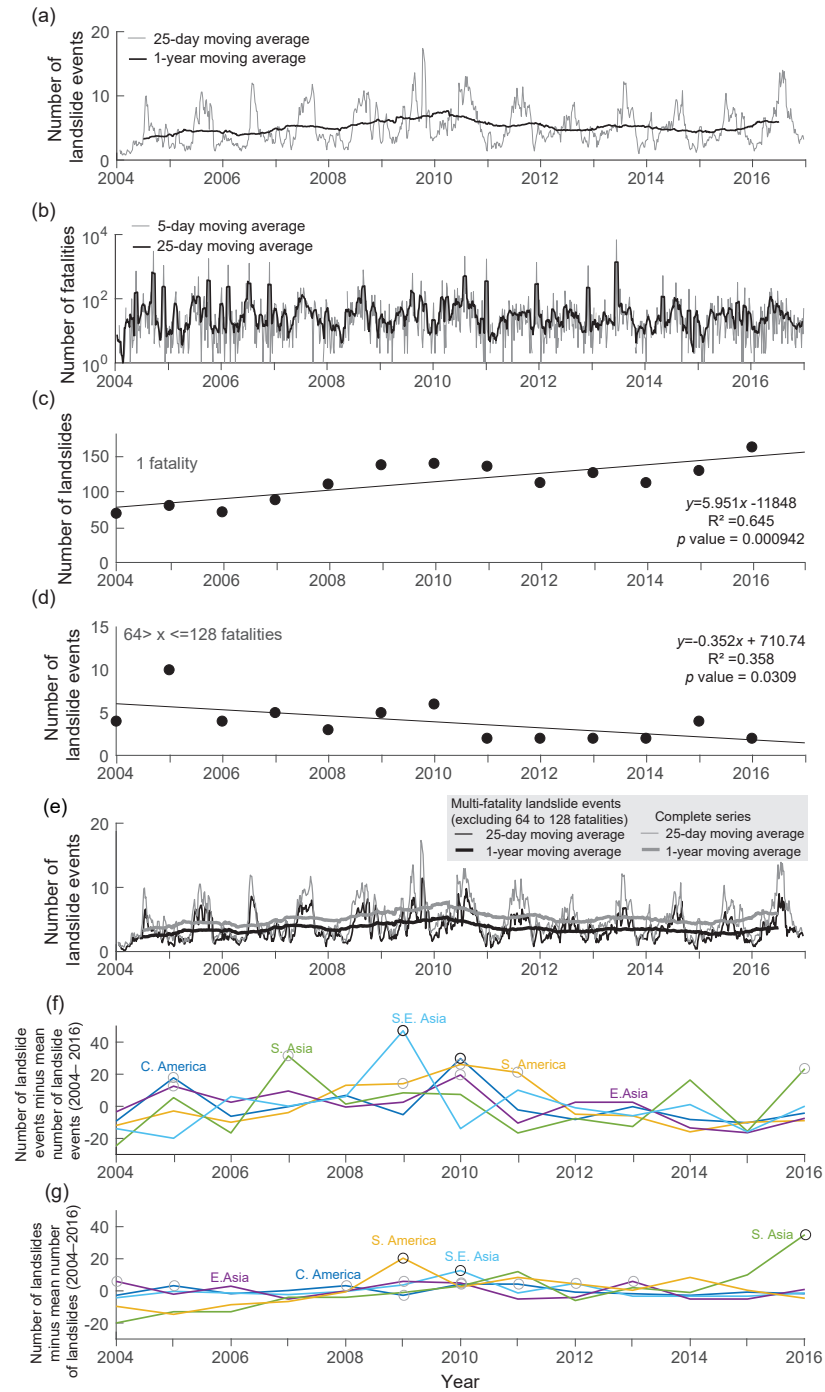 (a)
25-day moving average
1-year moving average
Number of
landslide events
20
10
0
2004 2006 2008 2010 2012 2014 2016
(b)
5-day moving average
25-day moving average
Number of fatalities
10^4
10^2
10^0
2004 2006 2008 2010 2012 2014 2016
(c)
1 fatality
Number of landslides
150
100
50
0
y=5.951x -11848
R² =0.645
p value = 0.000942
2004 2006 2008 2010 2012 2014 2016
(d)
64> x <=128 fatalities
Number of
landslide events
15
10
5
0
y=-0.352x + 710.74
R² =0.358
p value = 0.0309
2004 2006 2008 2010 2012 2014 2016
(e)
Multi-fatality landslide events
(excluding 64 to 128 fatalities)
25-day moving average
1-year moving average
Complete series
25-day moving average
1-year moving average
Number of
landslide events
20
10
0
2004 2006 2008 2010 2012 2014 2016
(f)
Number of landslide
events minus mean
number of landslide
events (2004– 2016)
40
20
0
-20
C. America
S. Asia
S.E. Asia
S. America
E.Asia
2004 2006 2008 2010 2012 2014 2016
(g)
Number of landslides
minus mean number
of landslides (2004–2016)
40
20
0
-20
E.Asia
C. America
S. America
S.E. Asia
S. Asia
2004 2006 2008 2010 2012 2014 2016
Year